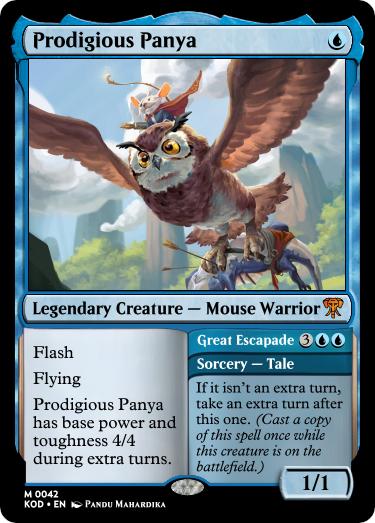 Prodigious Panya
Legendary Creature — Mouse Warrior
Flash
Flying
Prodigious Panya
has base power and
toughness 4/4
during extra turns.
Great Escapade 3
Sorcery — Tale
If it isn't an extra turn,
take an extra turn after
this one. (Cast a copy
of this spell once while
this creature is on the
battlefield.)
1/1
M 0042
KOD • EN Pandu Mahardika